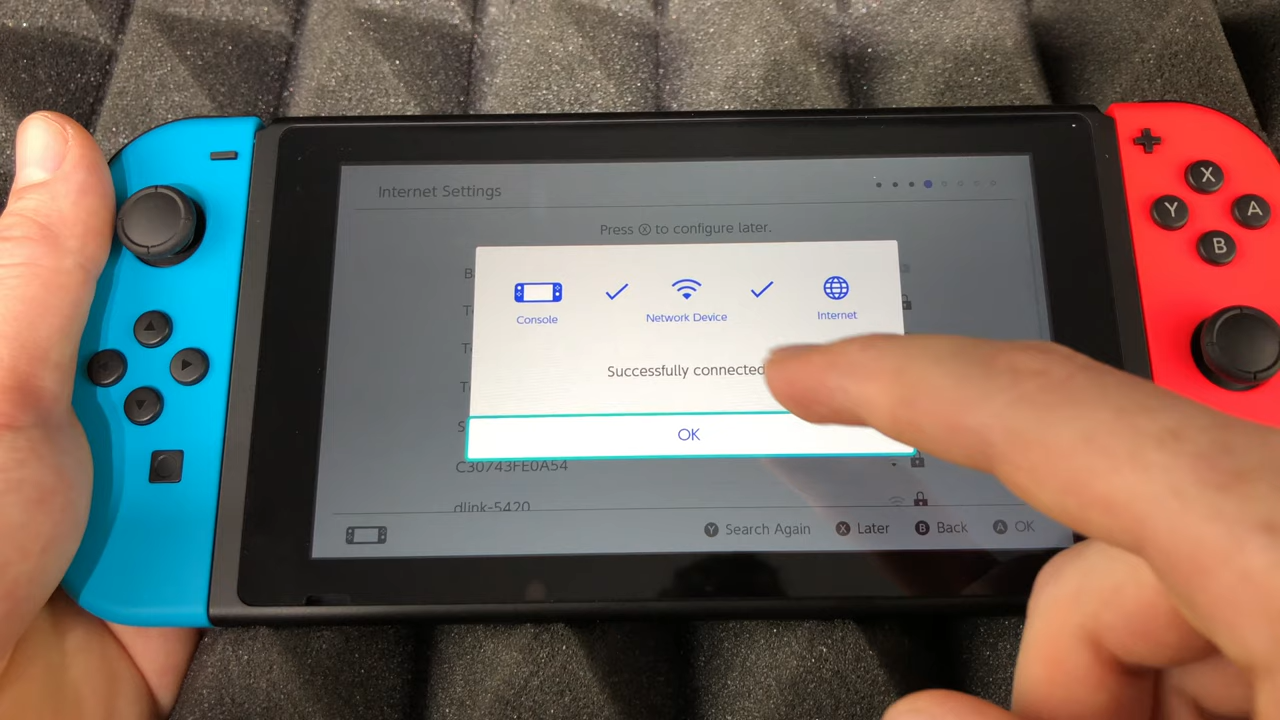 Internet Settings
Press Ⓧ to configure later.
Console
Network Device
Internet
Successfully connected
OK
C30743FE0A54
dlink-5420
Y Search Again X Later B Back A OK
X
Y
A
B